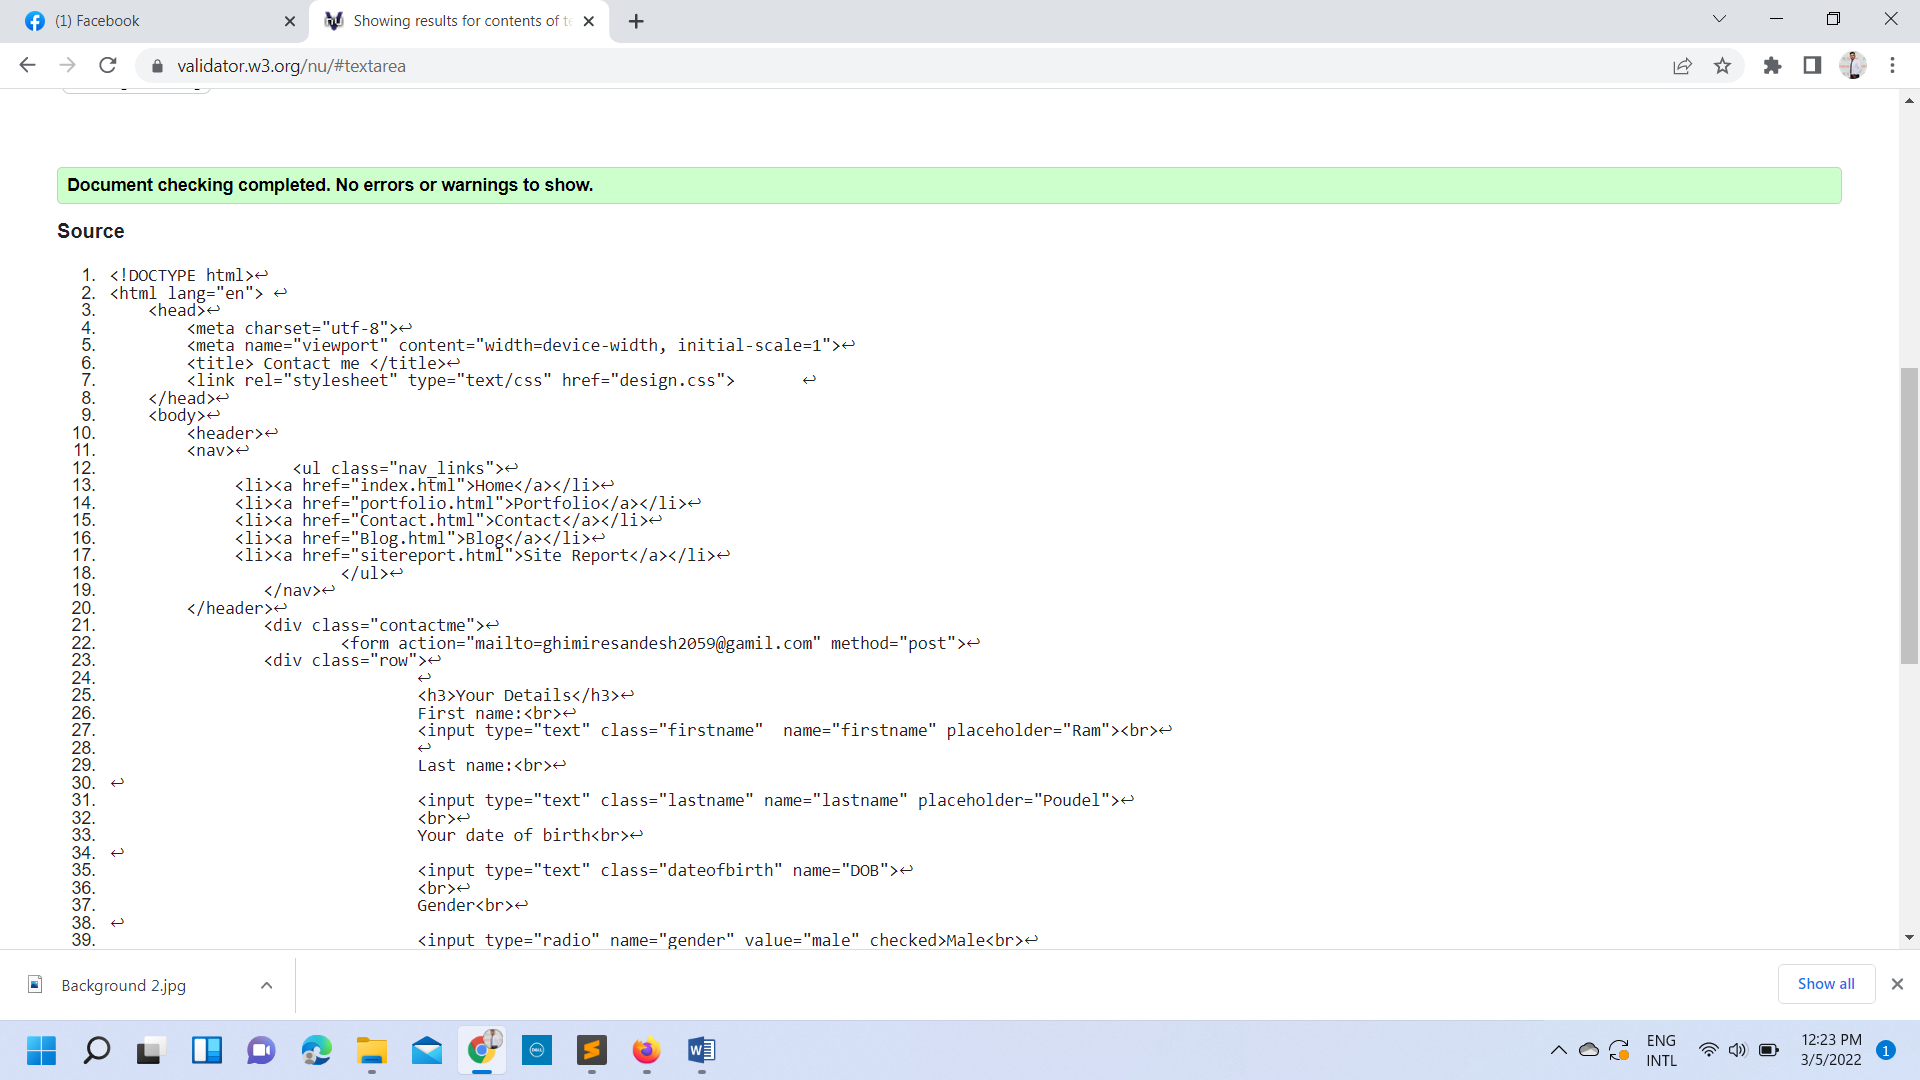 (1) Facebook
Showing results for contents of te
validator.w3.org/nu/#textarea
Document checking completed. No errors or warnings to show.
Source
1. <!DOCTYPE html>↩
2. <html lang="en"> ↩
3. <head>↩
4. <meta charset="utf-8">↩
5. <meta name="viewport" content="width=device-width, initial-scale=1">↩
6. <title> Contact me </title>↩
7. <link rel="stylesheet" type="text/css" href="design.css"> ↩
8. </head>↩
9. <body>↩
10. <header>↩
11. <nav>↩
12. <ul class="nav_links">↩
13. <li><a href="index.html">Home</a></li>↩
14. <li><a href="portfolio.html">Portfolio</a></li>↩
15. <li><a href="Contact.html">Contact</a></li>↩
16. <li><a href="Blog.html">Blog</a></li>↩
17. <li><a href="sitereport.html">Site Report</a></li>↩
18. </ul>↩
19. </nav>↩
20. </header>↩
21. <div class="contactme">↩
22. <form action="mailto=ghimiresandesh2059@gamil.com" method="post">↩
23. <div class="row">↩
24. ↩
25. <h3>Your Details</h3>↩
26. First name:<br>↩
27. <input type="text" class="firstname"  name="firstname" placeholder="Ram"><br>↩
28. ↩
29. Last name:<br>↩
30. ↩
31. <input type="text" class="lastname" name="lastname" placeholder="Poudel">↩
32. <br>↩
33. Your date of birth<br>↩
34. ↩
35. <input type="text" class="dateofbirth" name="DOB">↩
36. <br>↩
37. Gender<br>↩
38. ↩
39. <input type="radio" name="gender" value="male" checked>Male<br>↩
Background 2.jpg
Show all
ENG
INTL
12:23 PM
3/5/2022
1